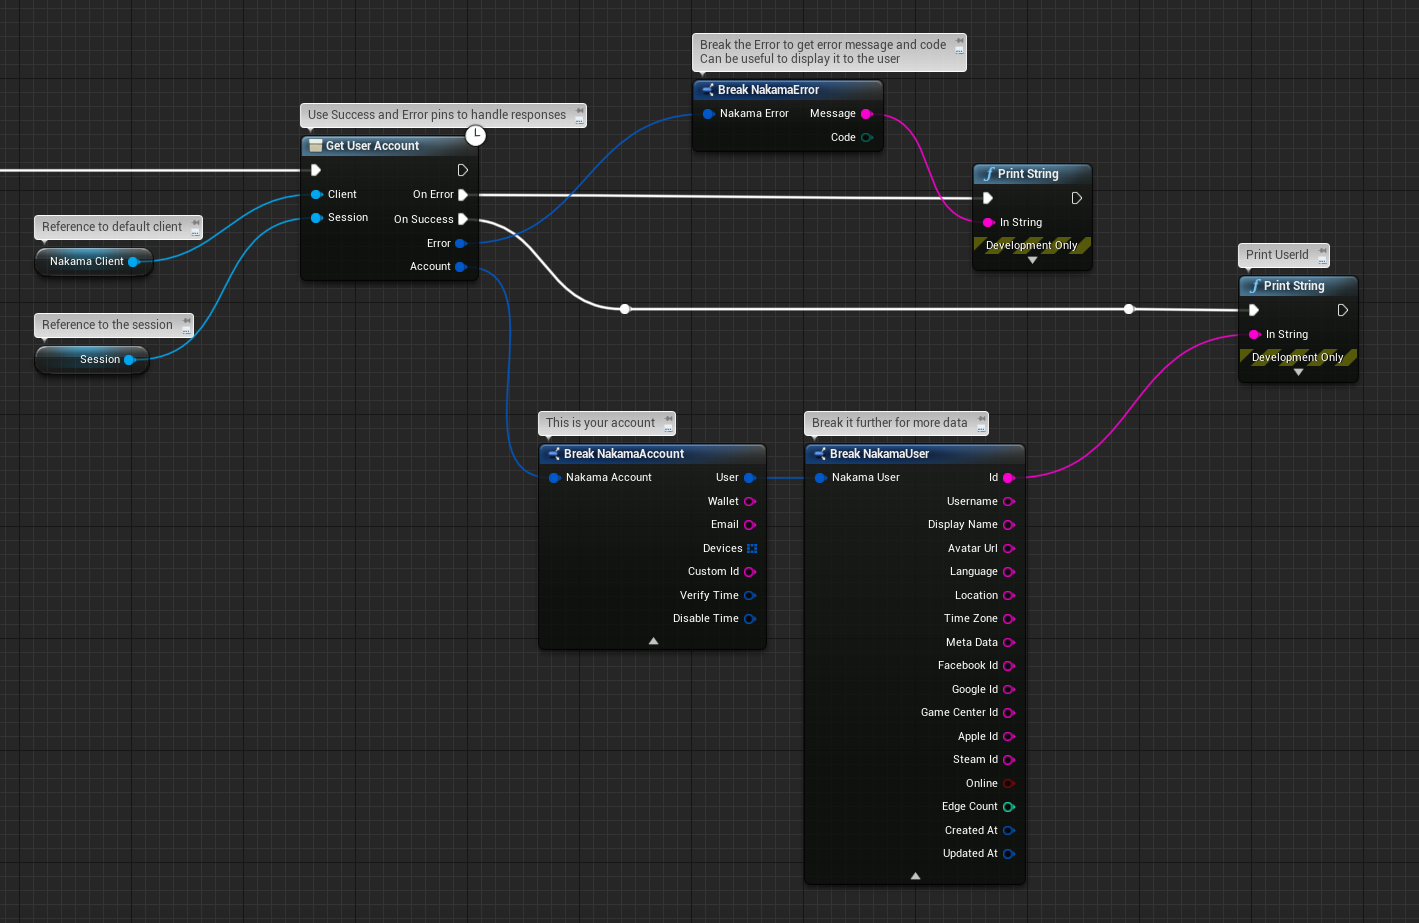 Break the Error to get error message and code
Can be useful to display it to the user
Break NakamaError
Nakama Error
Message
Code
Use Success and Error pins to handle responses
Get User Account
Client
On Error
Session
On Success
Error
Account
Reference to default client
Nakama Client
Reference to the session
Session
Print String
In String
Development Only
Print UserId
Print String
In String
Development Only
This is your account
Break NakamaAccount
Nakama Account
User
Wallet
Email
Devices
Custom Id
Verify Time
Disable Time
Break it further for more data
Break NakamaUser
Nakama User
Id
Username
Display Name
Avatar Url
Language
Location
Time Zone
Meta Data
Facebook Id
Google Id
Game Center Id
Apple Id
Steam Id
Online
Edge Count
Created At
Updated At